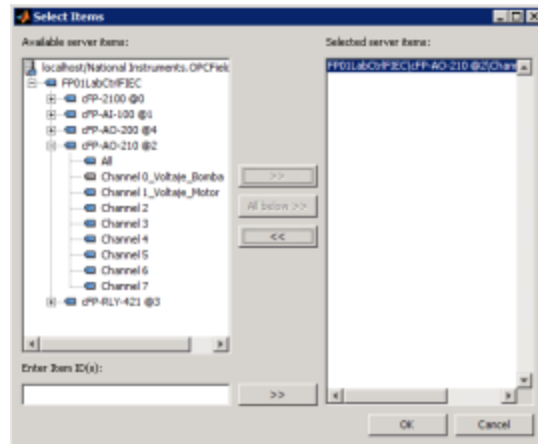 Select Items
Available server items:
localhost/National Instruments.OPCField
FP01LabCtrlFIEC
cFP-2100 @0
cFP-AI-100 @1
cFP-AO-200 @4
cFP-AO-210 @2
All
Channel 0_Voltaje_Bomba
Channel 1_Voltaje_Motor
Channel 2
Channel 3
Channel 4
Channel 5
Channel 6
Channel 7
cFP-RLY-421 @3
Enter Item ID(s):
>>
All below >>
<<
>>
Selected server items:
FP01LabCtrlFIEC\cFP-AO-210 @2\Chann
OK
Cancel